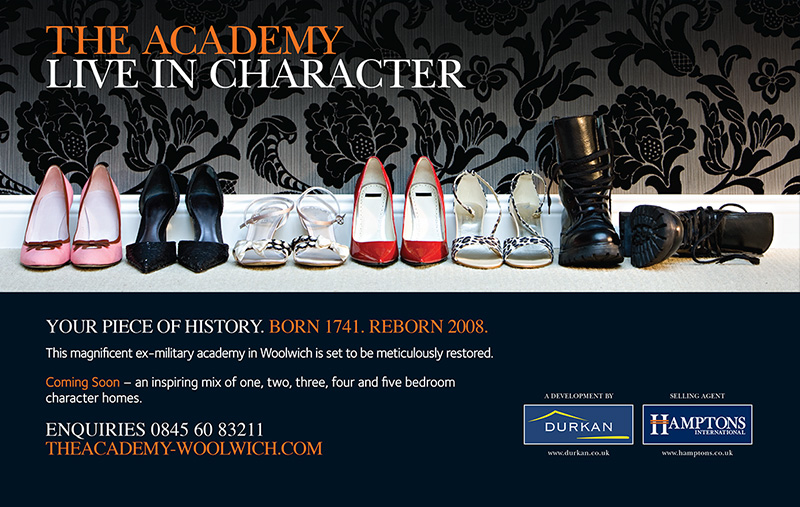 THE ACADEMY
LIVE IN CHARACTER
YOUR PIECE OF HISTORY. BORN 1741. REBORN 2008.
This magnificent ex-military academy in Woolwich is set to be meticulously restored.
Coming Soon – an inspiring mix of one, two, three, four and five bedroom
character homes.
ENQUIRIES 0845 60 83211
THEACADEMY-WOOLWICH.COM
A DEVELOPMENT BY
DURKAN
www.durkan.co.uk
SELLING AGENT
HAMPTONS
INTERNATIONAL
www.hamptons.co.uk